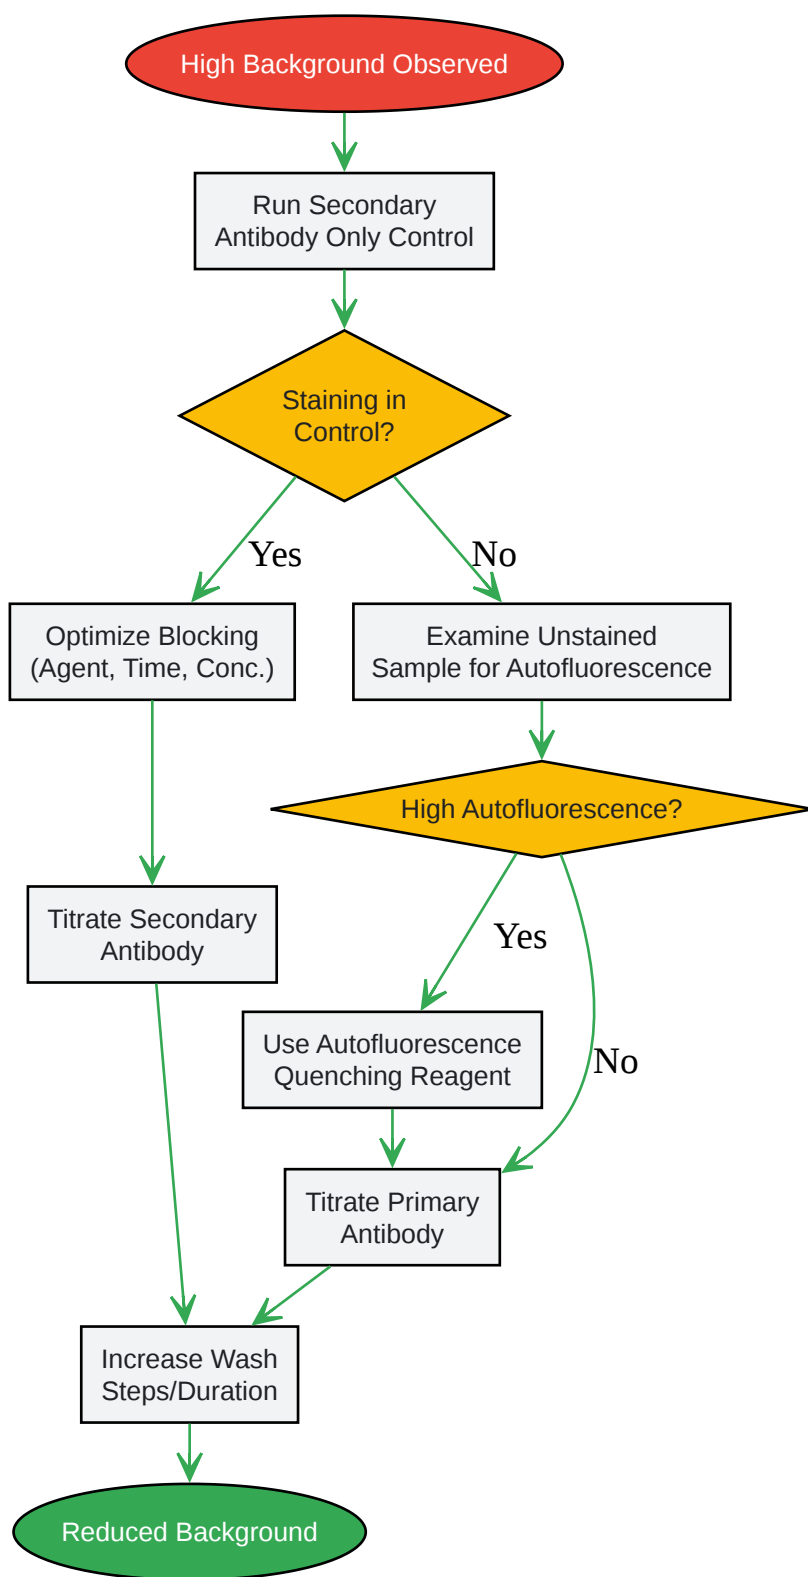 High Background Observed
Run Secondary
Antibody Only Control
Staining in
Control?
Yes
No
Optimize Blocking
(Agent, Time, Conc.)
Examine Unstained
Sample for Autofluorescence
High Autofluorescence?
Titrate Secondary
Antibody
Yes
Use Autofluorescence
Quenching Reagent
No
Titrate Primary
Antibody
Increase Wash
Steps/Duration
Reduced Background